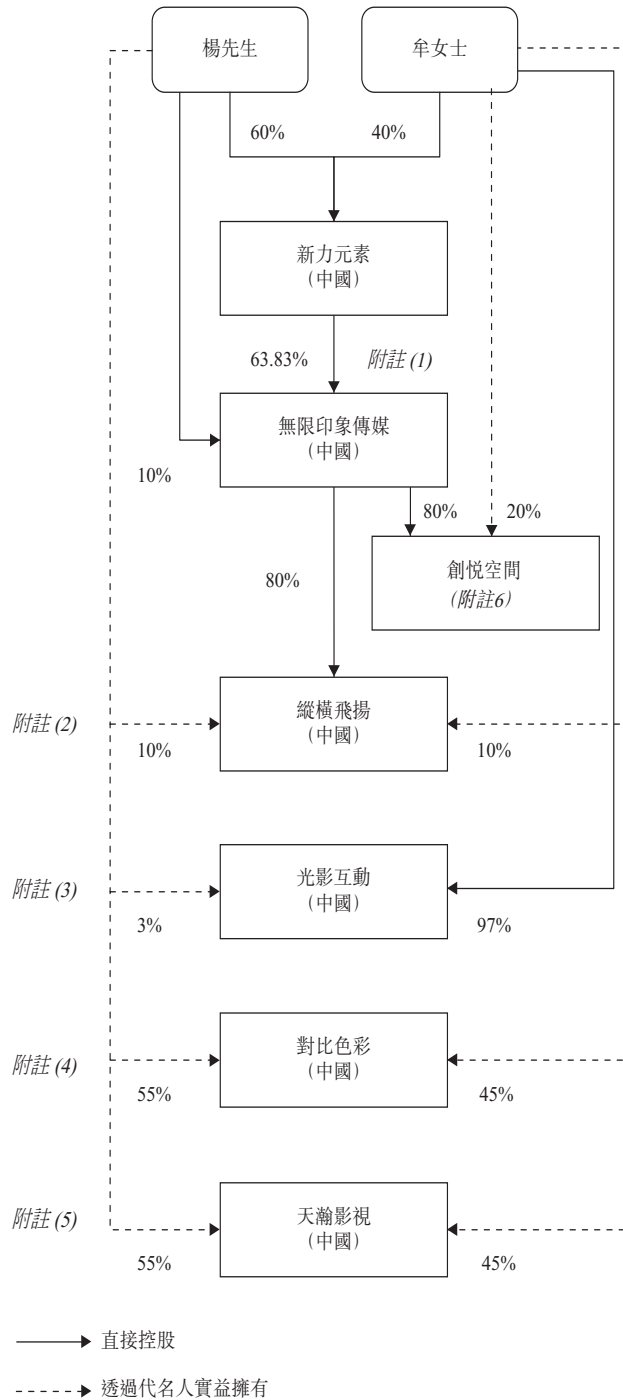 楊先生
牟女士
60%
40%
新力元素
（中國）
63.83%
附註 (1)
無限印象傳媒
（中國）
10%
80%
20%
80%
創悅空間
（附註6）
附註 (2)
縱橫飛揚
（中國）
10%
10%
附註 (3)
光影互動
（中國）
3%
97%
附註 (4)
對比色彩
（中國）
55%
45%
附註 (5)
天瀚影視
（中國）
55%
45%
直接控股
透過代名人實益擁有